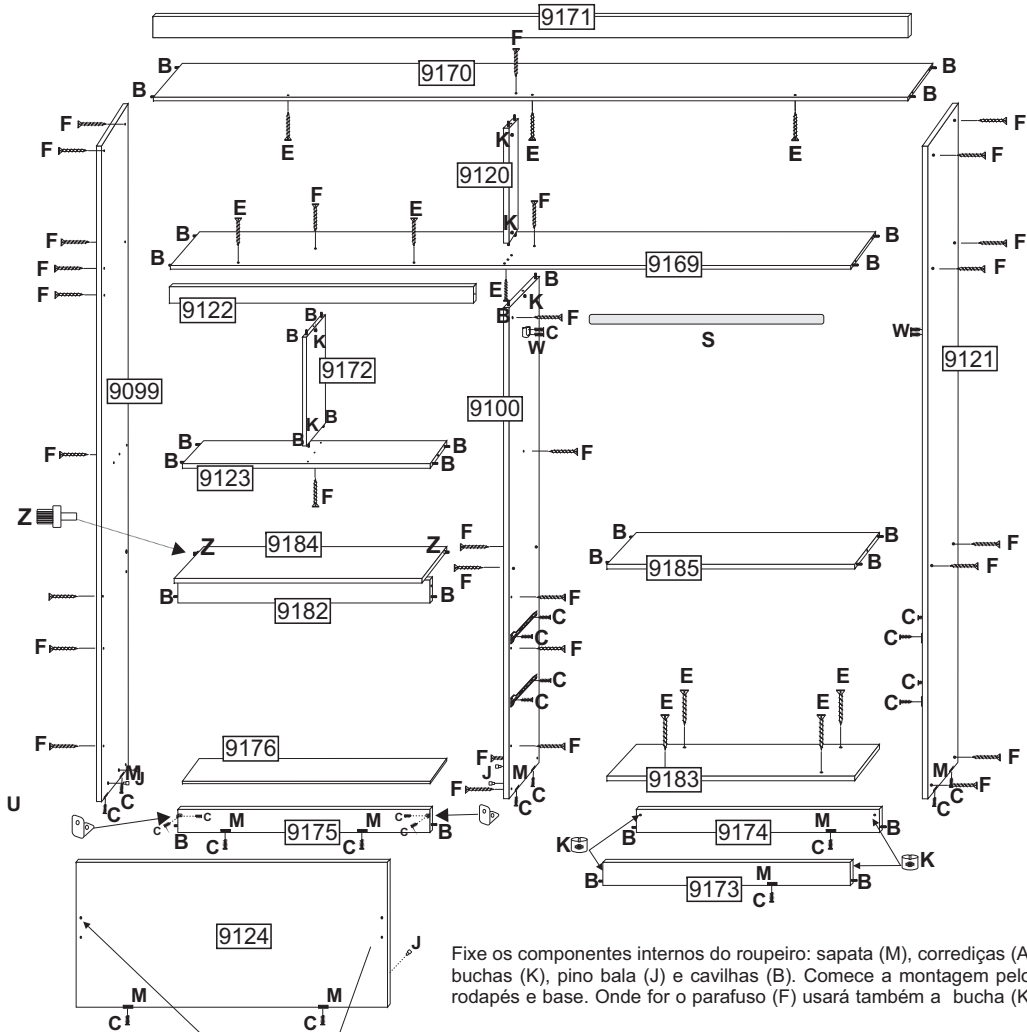 9171
F
B 9170 B
B B
F F
F E E E F
K
9120
F
E F E F
B K B
F F
F B 9169 B F
F E B
9122 K
B B F
B K C S W
W
9172 9121
9099 9100
K B
B B B
F B B F
9123
F
Z
Z 9184 Z F B B F
F B 9185 B F
B 9182 B F
C C
F C F C
C C
C C
E E
F F E E
9176 F F
M J J M 9183 M F
U C C F C C C
C C B
B 9175 M M B 9174 M B
C C K C K
M
B 9173 B
C
9124 J
M M
C C
Fixe os componentes internos do roupeiro: sapata (M), corrediças (A
buchas (K), pino bala (J) e cavilhas (B). Comece a montagem pelo
rodapés e base. Onde for o parafuso (F) usará também a bucha (K